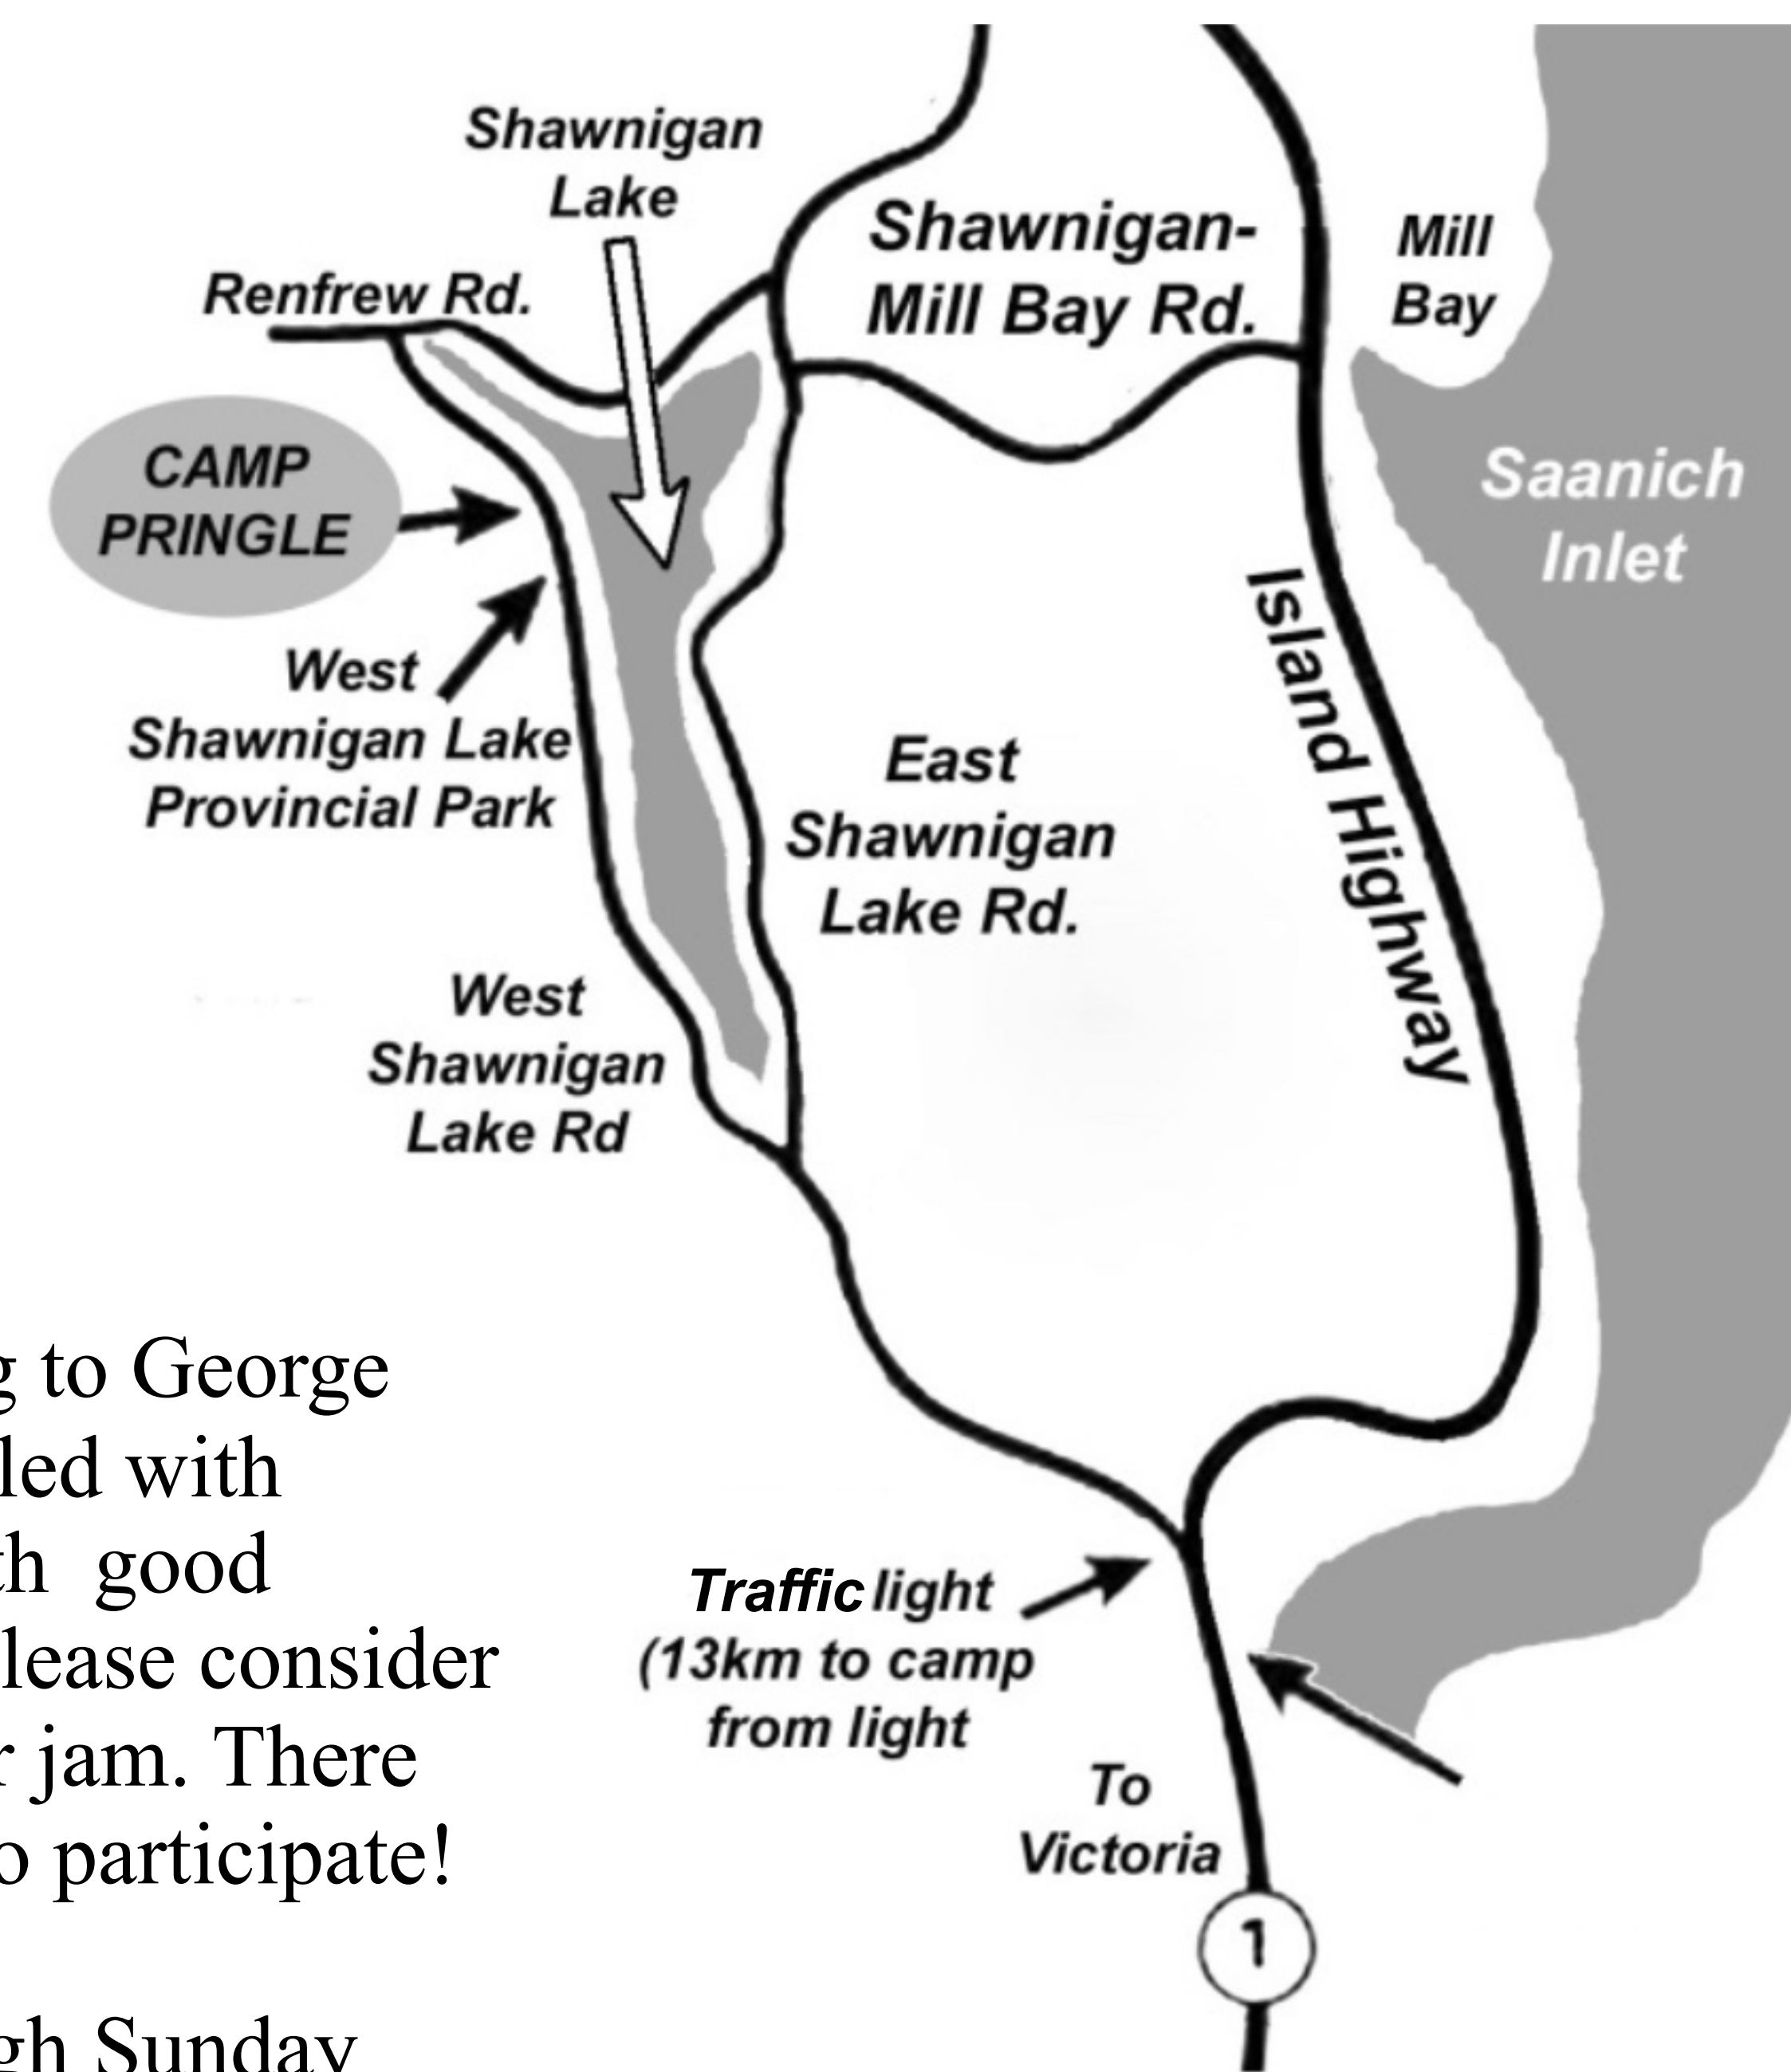 Shawnigan
Lake
Shawnigan-
Mill Bay Rd.
Mill
Bay
Renfrew Rd.
CAMP
PRINGLE
Saanich
Inlet
Island Highway
West
Shawnigan Lake
Provincial Park
East
Shawnigan
Lake Rd.
West
Shawnigan
Lake Rd
Traffic light
(13km to camp
from light
To
Victoria
1
g to George
led with
th good
lease consider
r jam. There
o participate!
gh Sunday